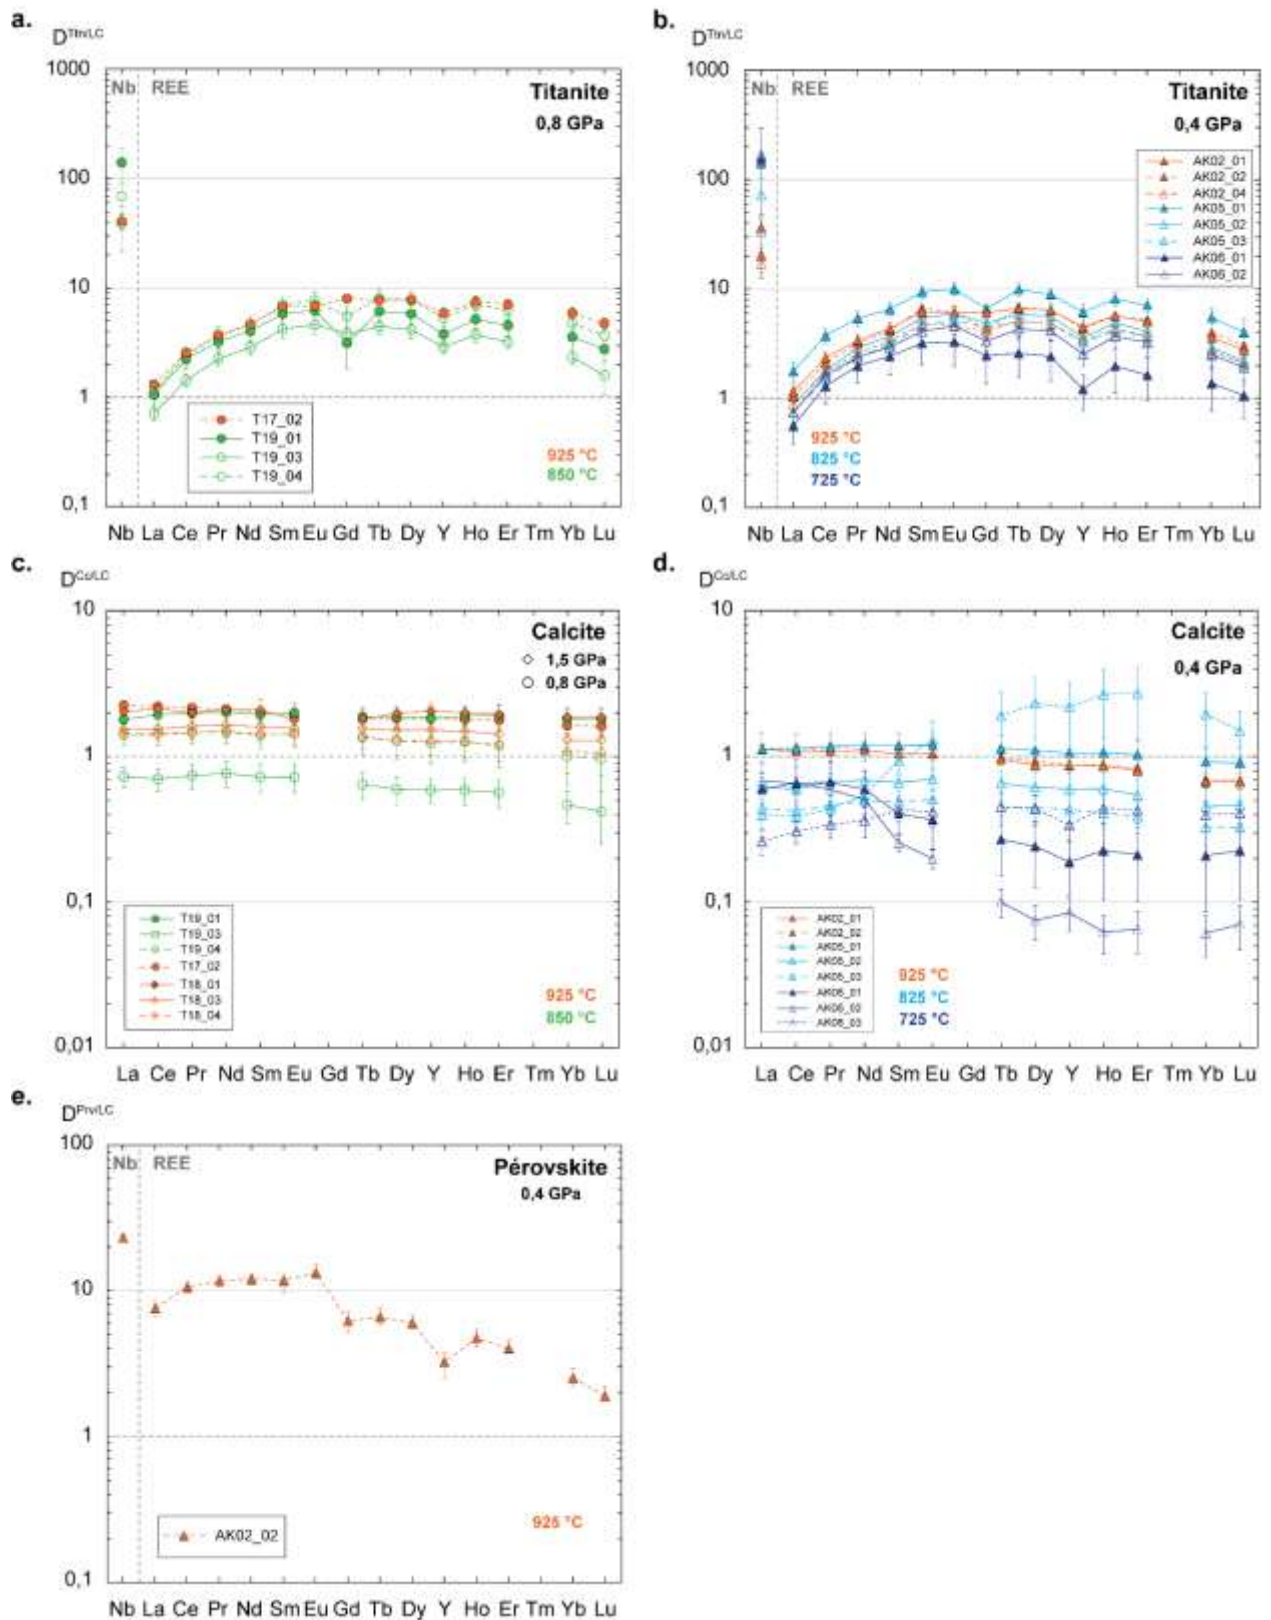 a.
D^Ttn/LC
1000
100
10
1
0,1
Nb
REE
Titanite
0,8 GPa
T17_02
T19_01
T19_03
T19_04
925 °C
850 °C
Nb La Ce Pr Nd Sm Eu Gd Tb Dy Y Ho Er Tm Yb Lu
b.
D^Ttn/LC
1000
100
10
1
0,1
Nb
REE
Titanite
0,4 GPa
AK02_01
AK02_02
AK02_04
AK05_01
AK05_02
AK05_03
AK06_01
AK06_02
925 °C
825 °C
725 °C
Nb La Ce Pr Nd Sm Eu Gd Tb Dy Y Ho Er Tm Yb Lu
c.
D^Cal/LC
10
1
0,1
0,01
Calcite
1,5 GPa
0,8 GPa
T19_01
T19_03
T19_04
T17_02
T18_01
T18_03
T18_04
925 °C
850 °C
La Ce Pr Nd Sm Eu Gd Tb Dy Y Ho Er Tm Yb Lu
d.
D^Cal/LC
10
1
0,1
0,01
Calcite
0,4 GPa
AK02_01
AK02_02
AK05_01
AK05_02
AK05_03
AK06_01
AK06_02
AK06_03
925 °C
825 °C
725 °C
La Ce Pr Nd Sm Eu Gd Tb Dy Y Ho Er Tm Yb Lu
e.
D^Prv/LC
100
10
1
0,1
Nb
REE
Pérovskite
0,4 GPa
AK02_02
925 °C
Nb La Ce Pr Nd Sm Eu Gd Tb Dy Y Ho Er Tm Yb Lu